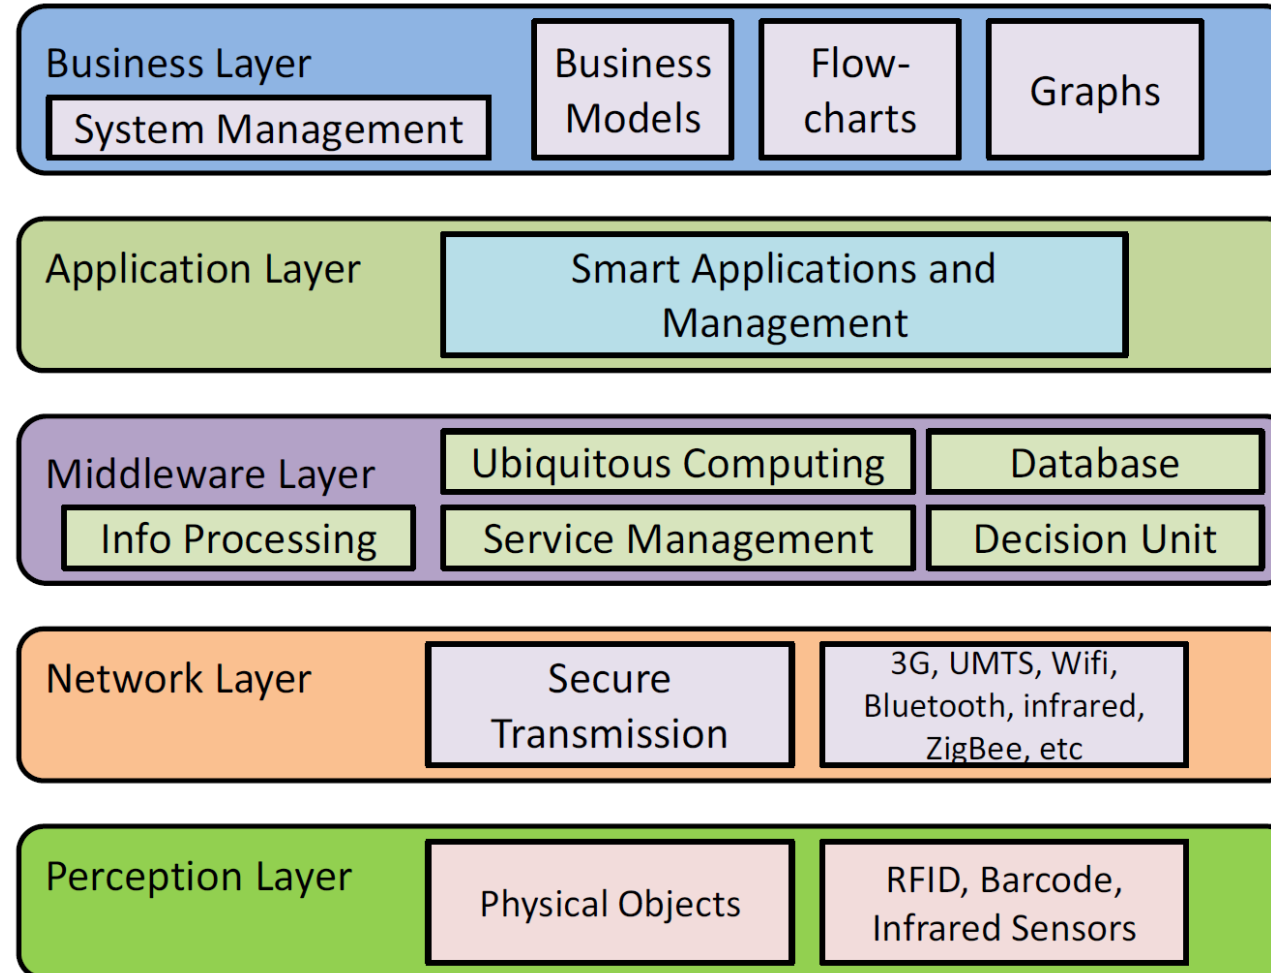 Business Layer
System Management
Business
Models
Flow-
charts
Graphs
Application Layer
Smart Applications and
Management
Middleware Layer
Ubiquitous Computing
Database
Info Processing
Service Management
Decision Unit
Network Layer
Secure
Transmission
3G, UMTS, Wifi,
Bluetooth, infrared,
ZigBee, etc
Perception Layer
Physical Objects
RFID, Barcode,
Infrared Sensors